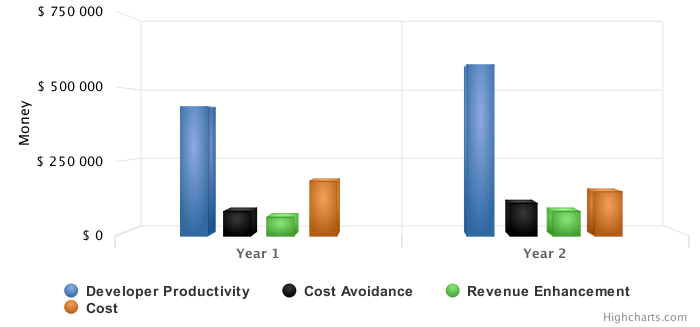 $ 750 000
$ 500 000
$ 250 000
$ 0
Money
Year 1
Year 2
Developer Productivity
Cost Avoidance
Revenue Enhancement
Cost
Highcharts.com